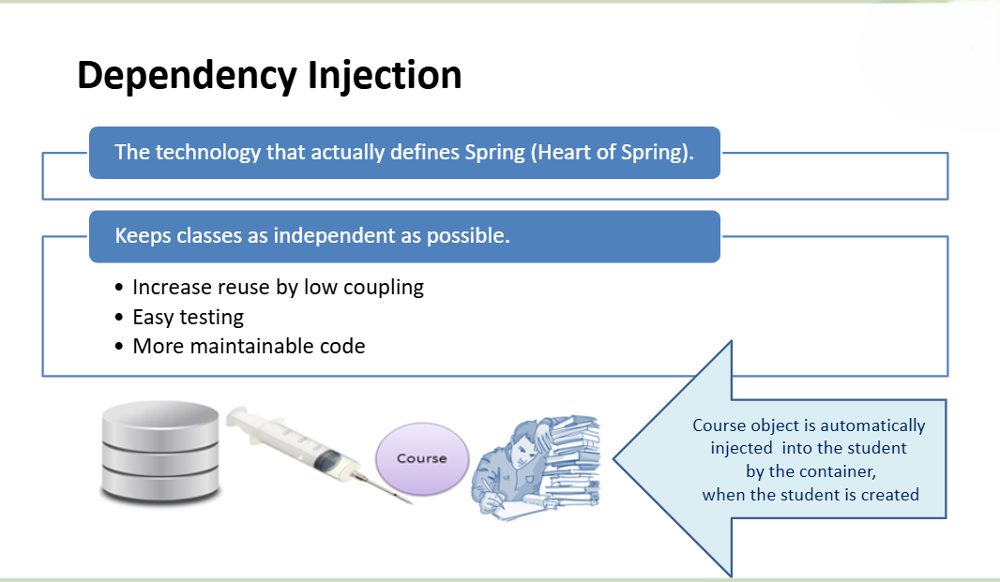 Dependency Injection
The technology that actually defines Spring (Heart of Spring).
Keeps classes as independent as possible.
• Increase reuse by low coupling
• Easy testing
• More maintainable code
Course
Course object is automatically
injected into the student
by the container,
when the student is created